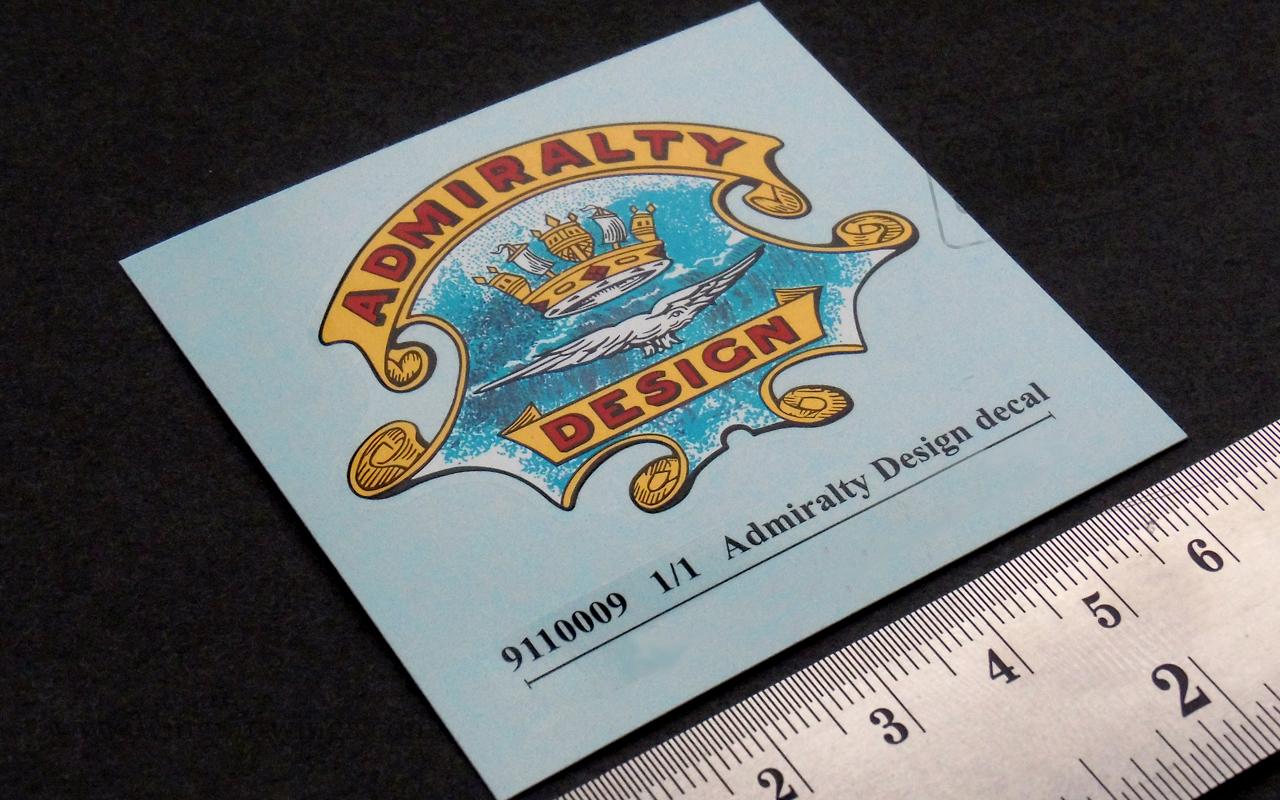 ADMIRALTY
DESIGN
9110009 1/1 Admiralty Design decal
2 3 4 5 6
2